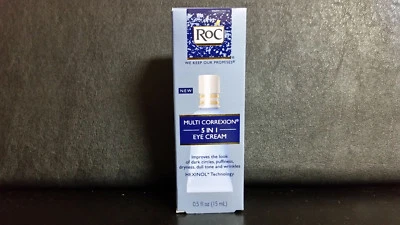 RoC
WE KEEP OUR PROMISES®
NEW
MULTI CORREXION®
5 IN 1
EYE CREAM
Improves the look
of dark circles, puffiness,
dryness, dull tone and wrinkles
HEXINOL® Technology
0.5 fl oz (15 mL)